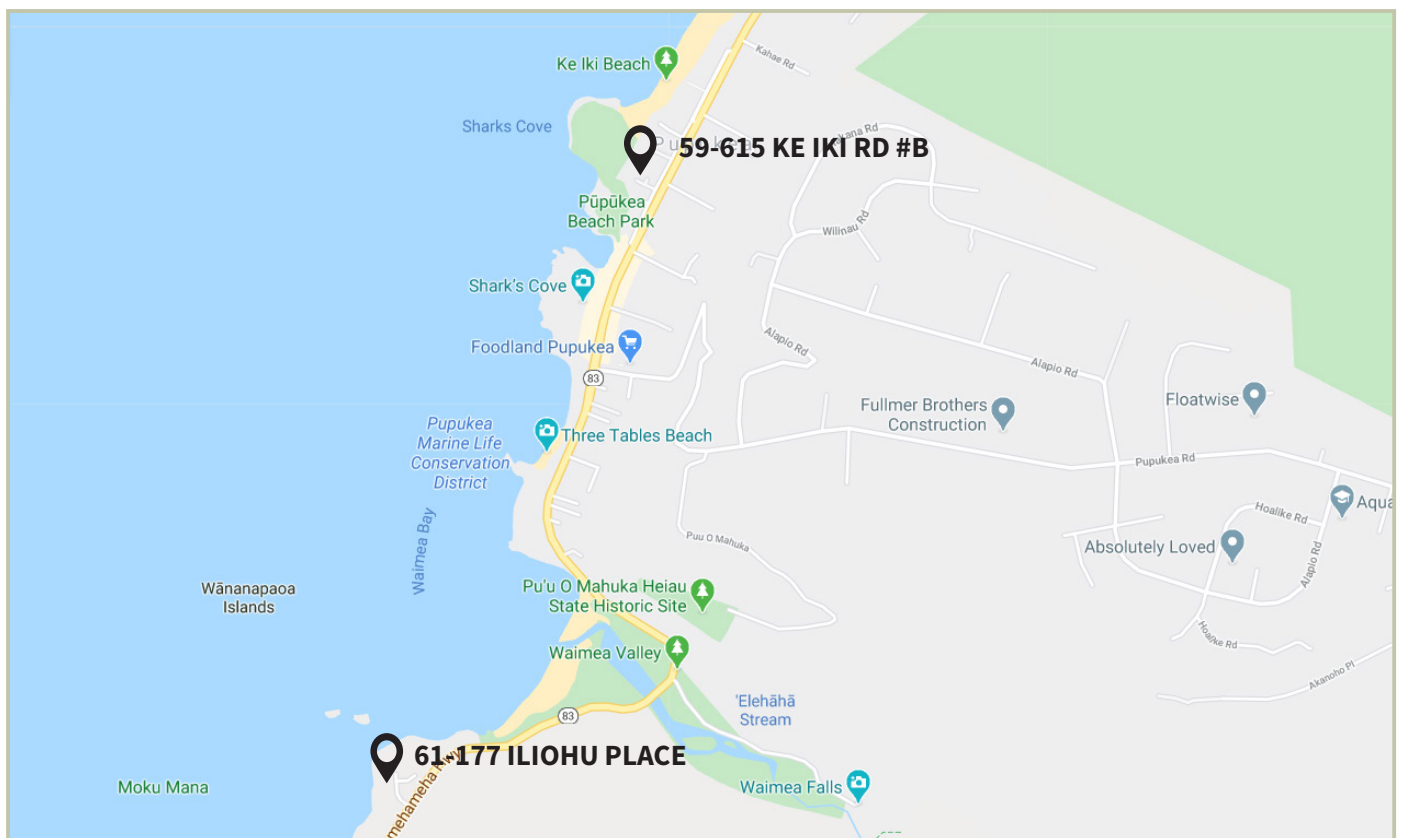 Kahae Rd
Ke Iki Beach
Sharks Cove
59-615 KE IKI RD #B
Pūpūkea
Beach Park
Wilinau Rd
Shark's Cove
Foodland Pupukea
Alapio Rd
Alapio Rd
83
Fullmer Brothers
Construction
Floatwise
Pupukea
Marine Life
Conservation
District
Three Tables Beach
Pupukea Rd
Aqua
Hoalike Rd
Waimea Bay
Puu O Mahuka
Absolutely Loved
Alapio Rd
Wānanapaoa
Islands
Pu'u O Mahuka Heiau
State Historic Site
Hoalike Rd
Waimea Valley
Akanoho Pl
'Elehāhā
Stream
83
61-177 ILIOHU PLACE
mehameha Hwy
Moku Mana
Waimea Falls